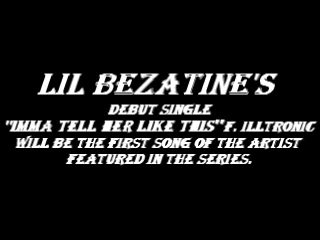 LIL BEZATINE'S
DEBUT SINGLE
"IMMA TELL HER LIKE THIS" F. ILLTRONIC
WILL BE THE FIRST SONG OF THE ARTIST
FEATURED IN THE SERIES.